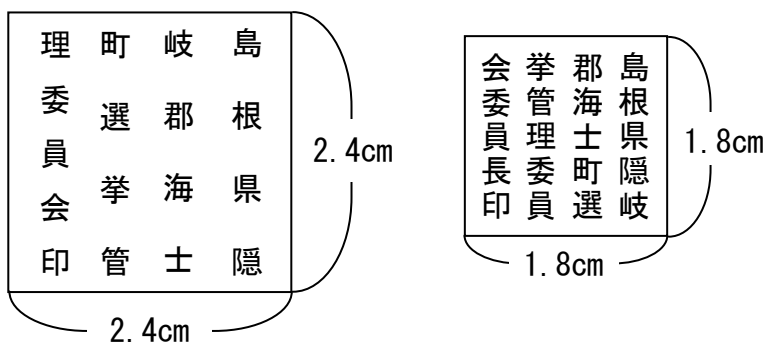 島根県隠
岐郡海士
町選挙管
理委員会印
2.4cm
2.4cm
島根県隠岐
郡海士町選
挙管理委員
会委員長印
1.8cm
1.8cm